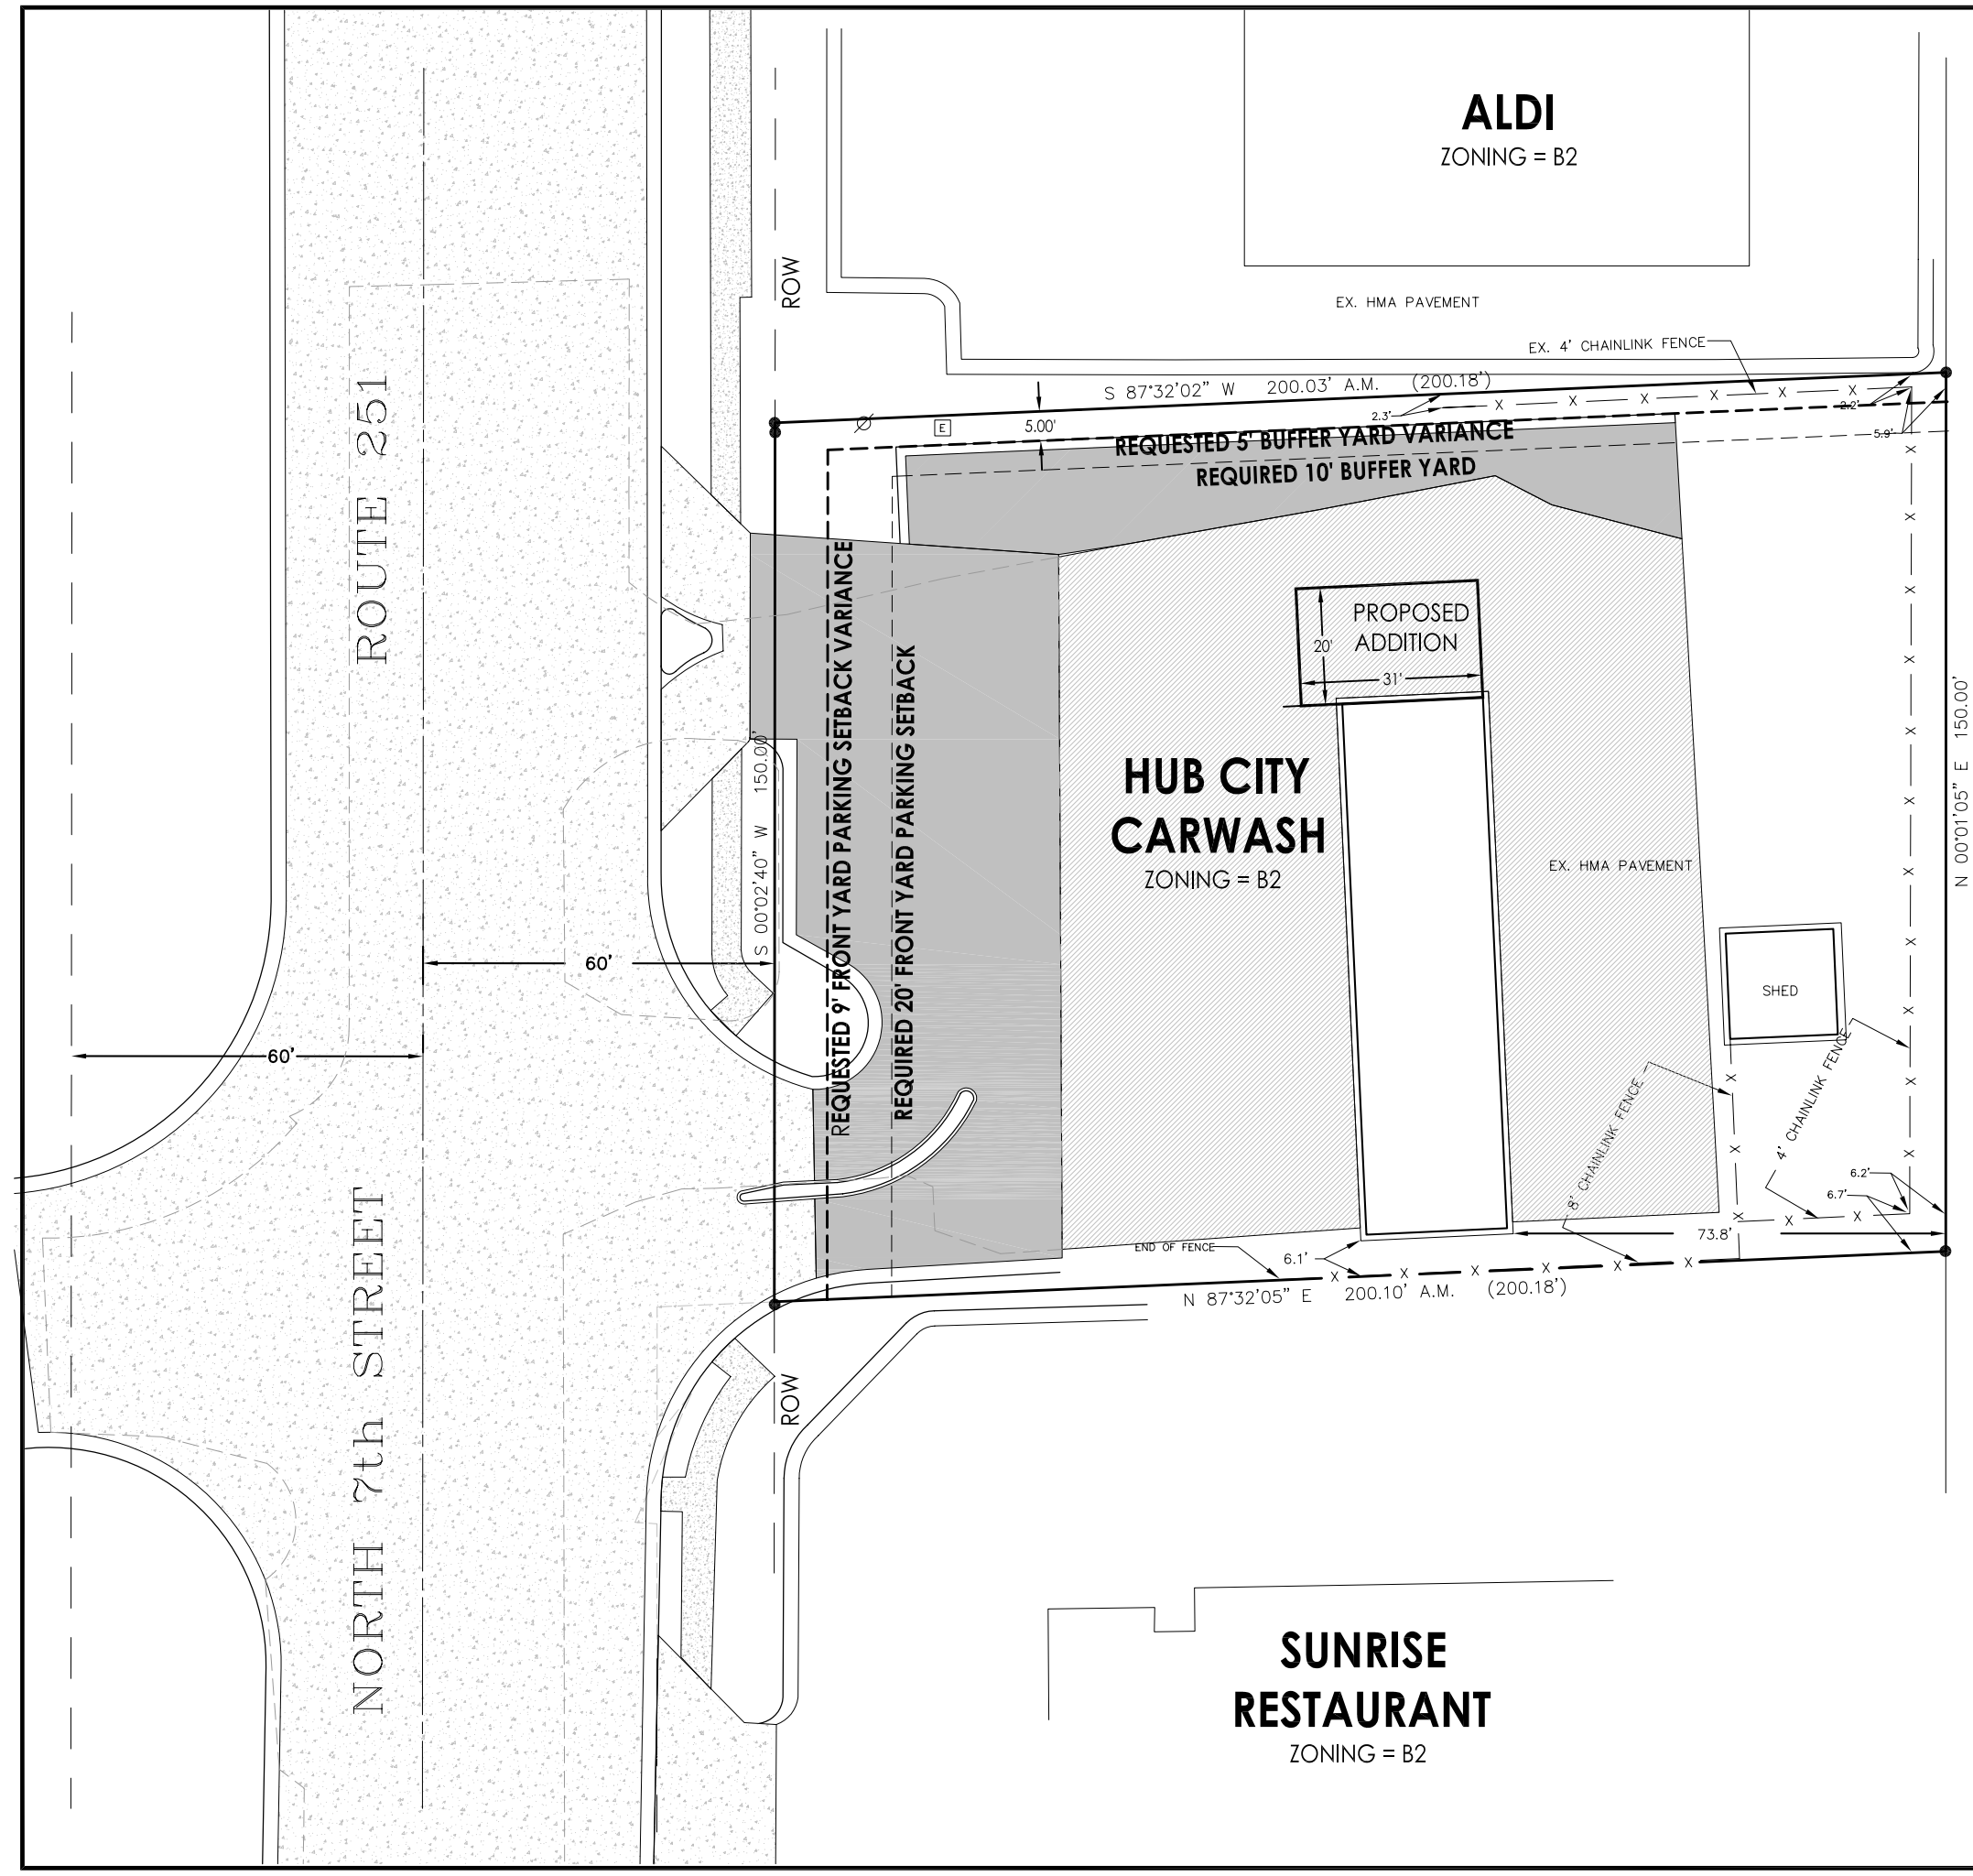 ALDI
ZONING = B2
ROW
EX. HMA PAVEMENT
EX. 4' CHAINLINK FENCE
ROUTE 251
S 87°32'02" W 200.03' A.M. (200.18')
2.3'
2.2'
E
5.00'
5.9'
REQUESTED 5' BUFFER YARD VARIANCE
REQUIRED 10' BUFFER YARD
REQUESTED 9' FRONT YARD PARKING SETBACK VARIANCE
REQUIRED 20' FRONT YARD PARKING SETBACK
PROPOSED
ADDITION
20'
31'
S 00°02'40" W 150.00'
N 00°01'05" E 150.00'
HUB CITY
CARWASH
ZONING = B2
EX. HMA PAVEMENT
60'
60'
SHED
8' CHAINLINK FENCE
4' CHAINLINK FENCE
6.2'
6.7'
73.8'
END OF FENCE
6.1'
N 87°32'05" E 200.10' A.M. (200.18')
NORTH 7th STREET
ROW
SUNRISE
RESTAURANT
ZONING = B2